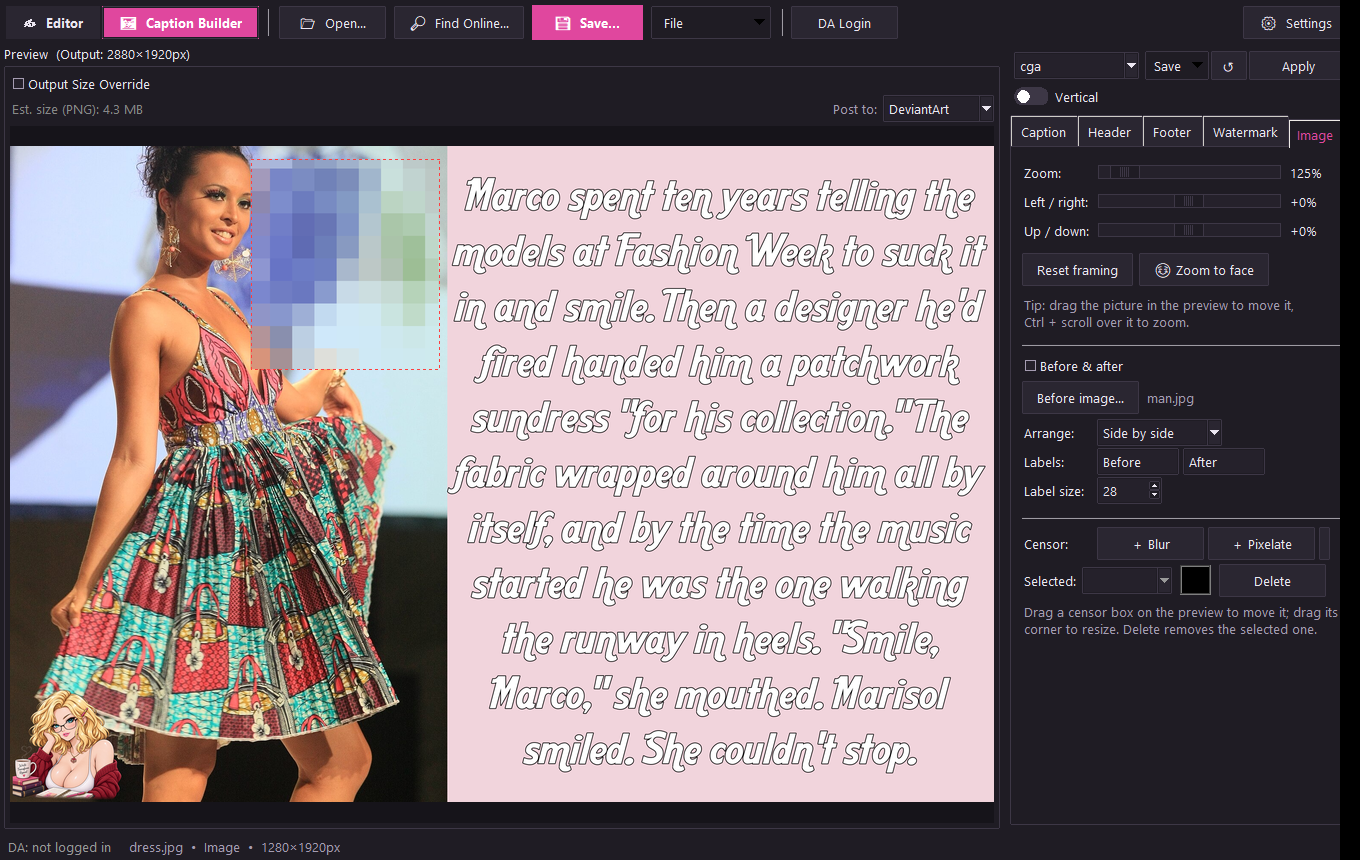 Editor
Caption Builder
Open...
Find Online...
Save...
File
DA Login
Settings
Preview (Output: 2880×1920px)
Output Size Override
Est. size (PNG): 4.3 MB
Post to:
DeviantArt
Marco spent ten years telling the
models at Fashion Week to suck it
in and smile. Then a designer he'd
fired handed him a patchwork
sundress "for his collection." The
fabric wrapped around him all by
itself, and by the time the music
started he was the one walking
the runway in heels. "Smile,
Marco," she mouthed. Marisol
smiled. She couldn't stop.
cga
Save
↺
Apply
Vertical
Caption
Header
Footer
Watermark
Image
Zoom:
125%
Left / right:
+0%
Up / down:
+0%
Reset framing
Zoom to face
Tip: drag the picture in the preview to move it,
Ctrl + scroll over it to zoom.
Before & after
Before image...
man.jpg
Arrange:
Side by side
Labels:
Before
After
Label size:
28
Censor:
+ Blur
+ Pixelate
Selected:
Delete
Drag a censor box on the preview to move it; drag its
corner to resize. Delete removes the selected one.
DA: not logged in dress.jpg • Image • 1280×1920px